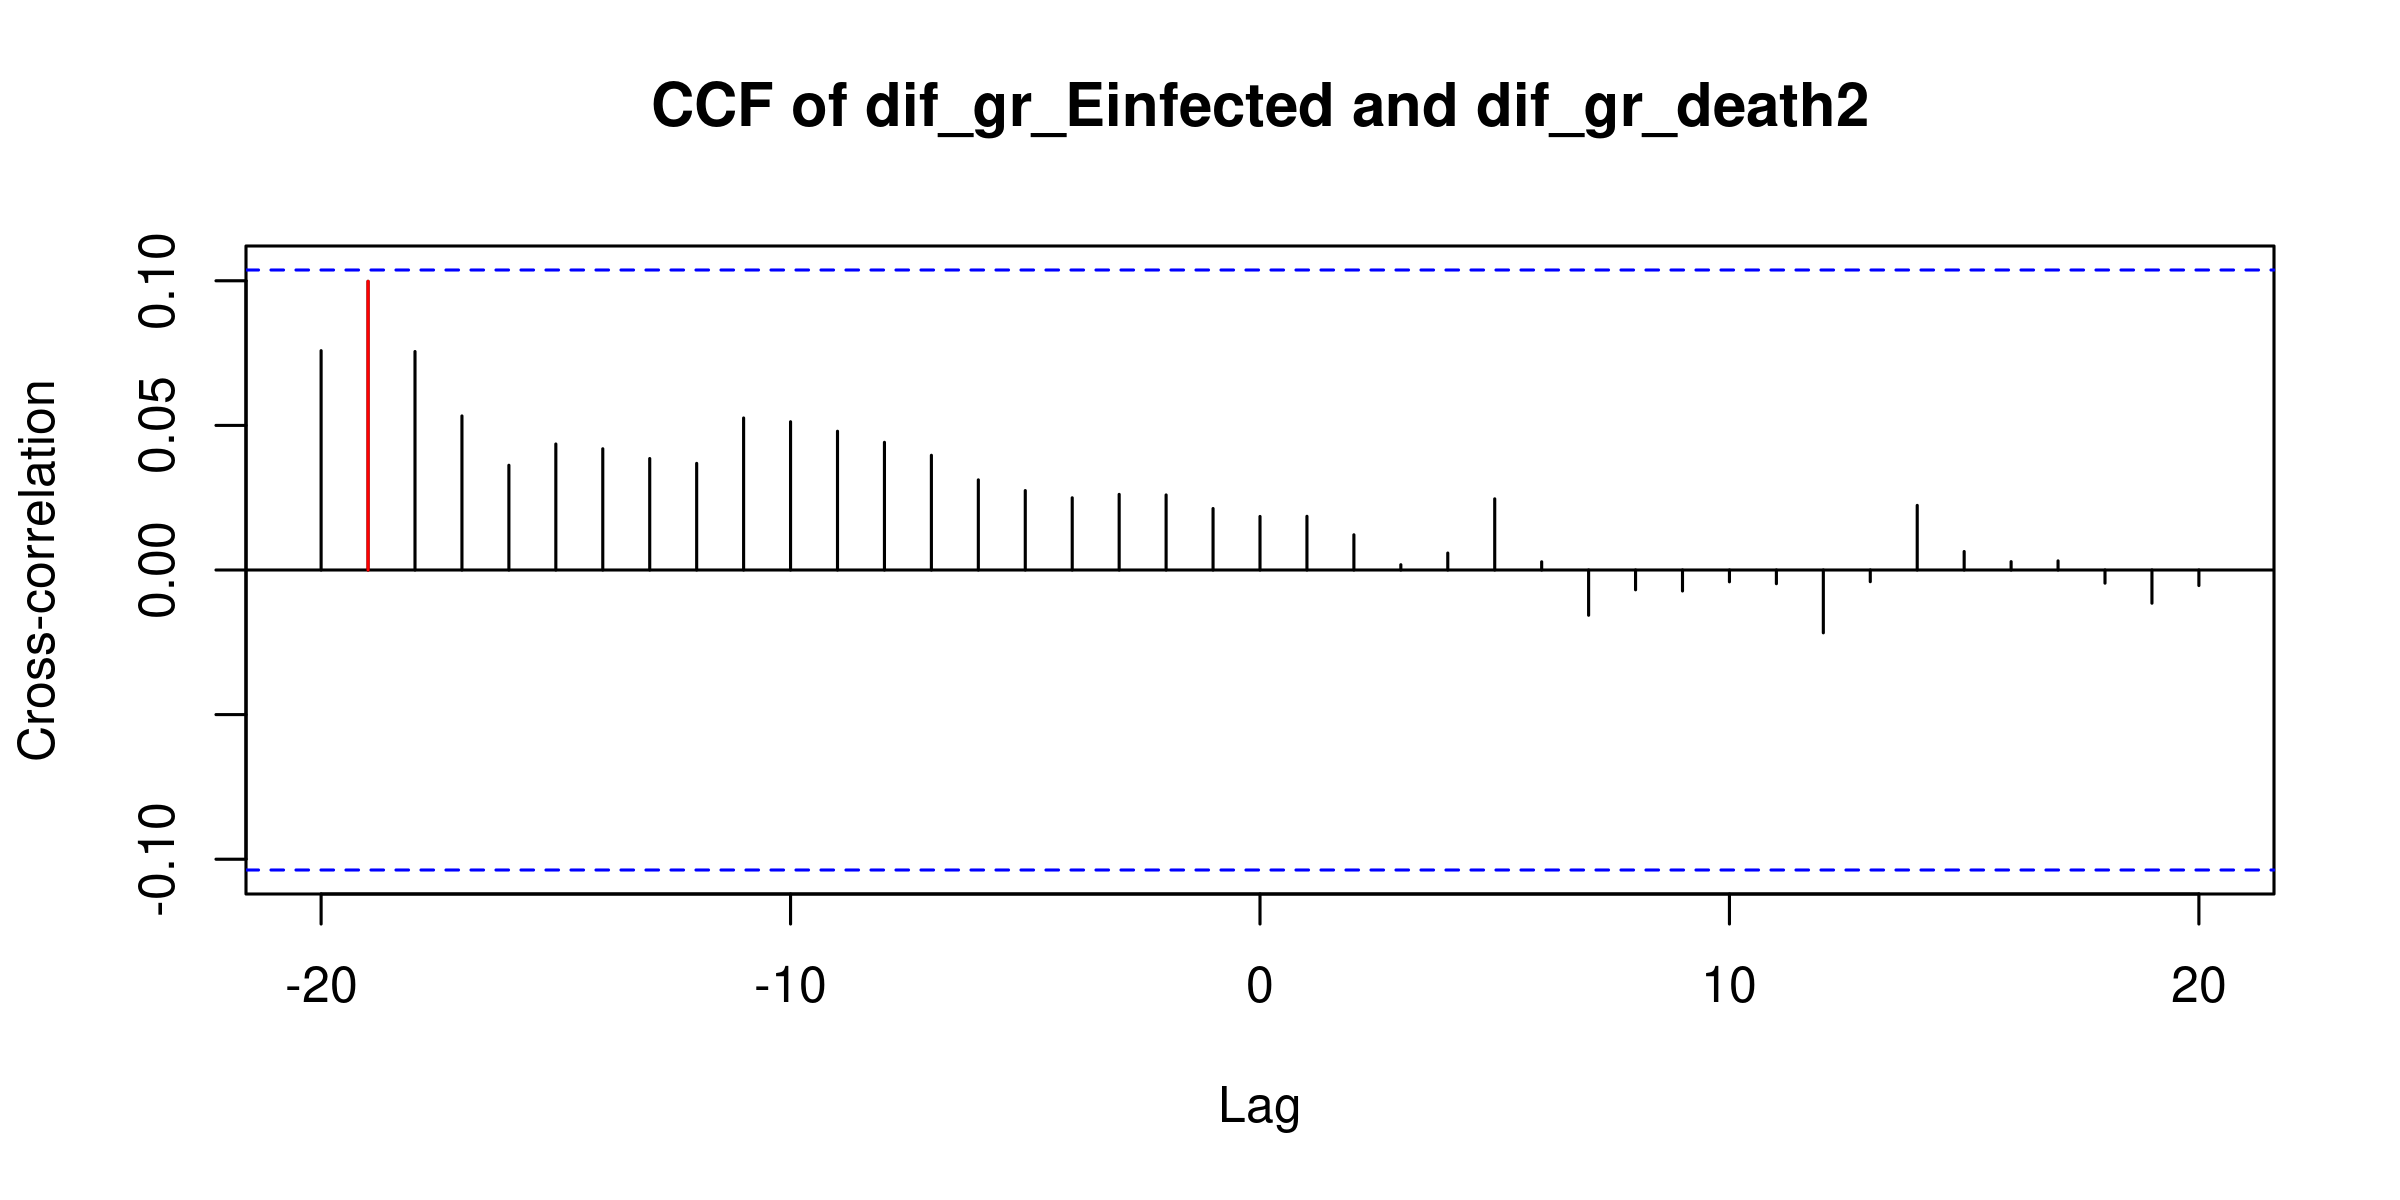 CCF of dif_gr_Einfected and dif_gr_death2
Cross-correlation
0.10
0.05
0.00
-0.10
-20 -10 0 10 20
Lag